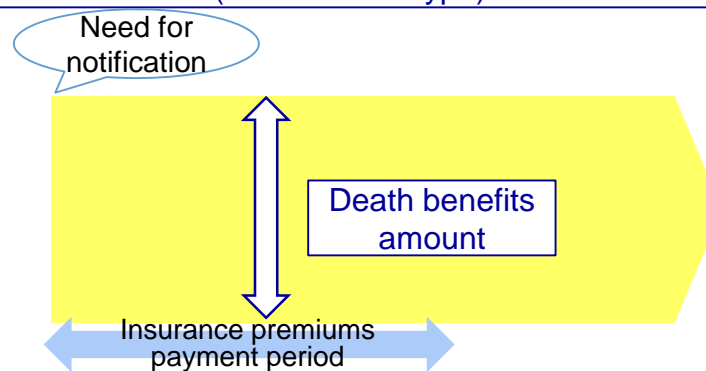 Need for
notification
Death benefits
amount
Insurance premiums
payment period